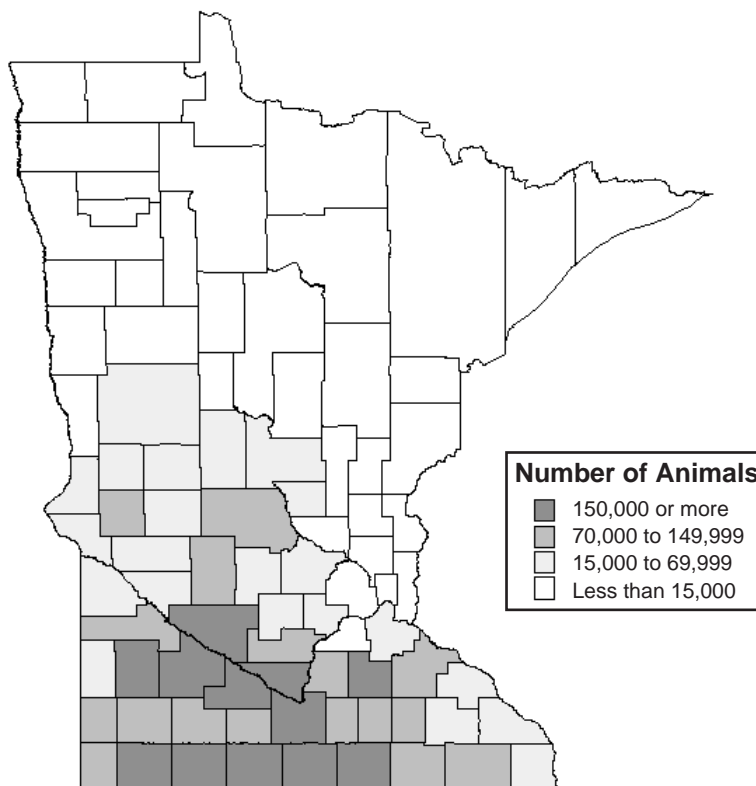 Number of Animals
150,000 or more
70,000 to 149,999
15,000 to 69,999
Less than 15,000